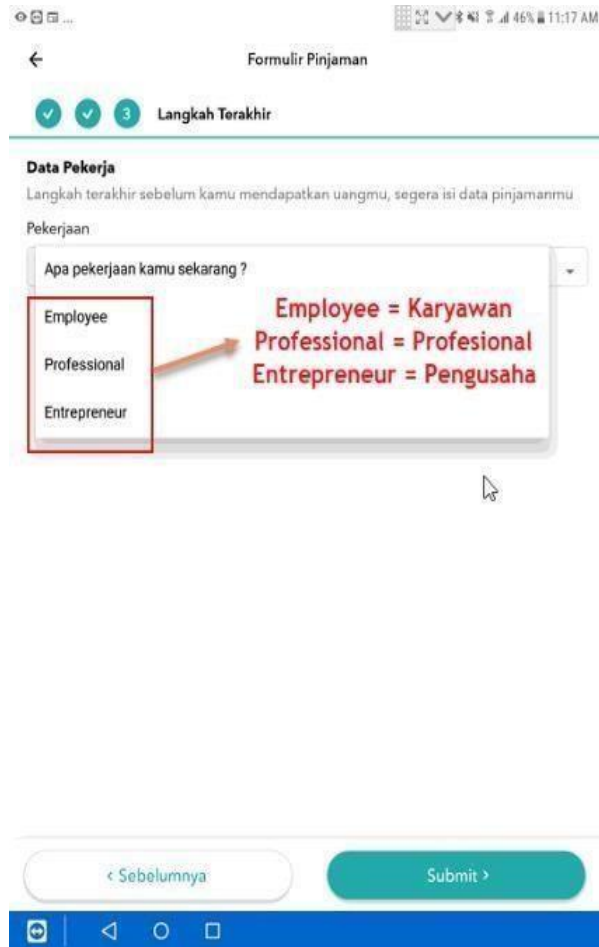 ... 46% 11:17 AM
Formulir Pinjaman
3 Langkah Terakhir
Data Pekerja
Langkah terakhir sebelum kamu mendapatkan uangmu, segera isi data pinjamanmu
Pekerjaan
Apa pekerjaan kamu sekarang ?
Employee
Professional
Entrepreneur
Employee = Karyawan
Professional = Profesional
Entrepreneur = Pengusaha
< Sebelumnya
Submit >